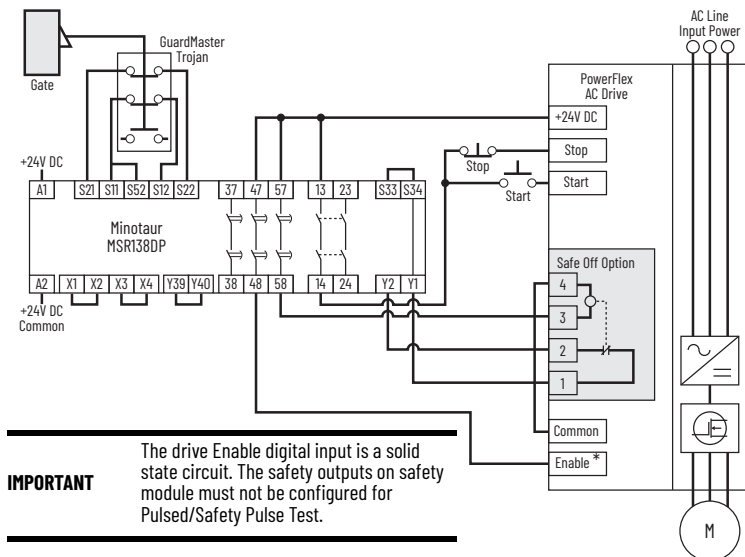 AC Line
Input Power
Gate
GuardMaster
Trojan
PowerFlex
AC Drive
+24V DC
Stop
Start
Stop
Start
+24V DC
A1 S21 S11 S52 S12 S22 37 47 57 13 23 S33 S34
Minotaur
MSR138DP
A2 X1 X2 X3 X4 Y39 Y40 38 48 58 14 24 Y2 Y1
+24V DC
Common
Safe Off Option
4
3
2
1
Common
Enable *
M
IMPORTANT
The drive Enable digital input is a solid
state circuit. The safety outputs on safety
module must not be configured for
Pulsed/Safety Pulse Test.